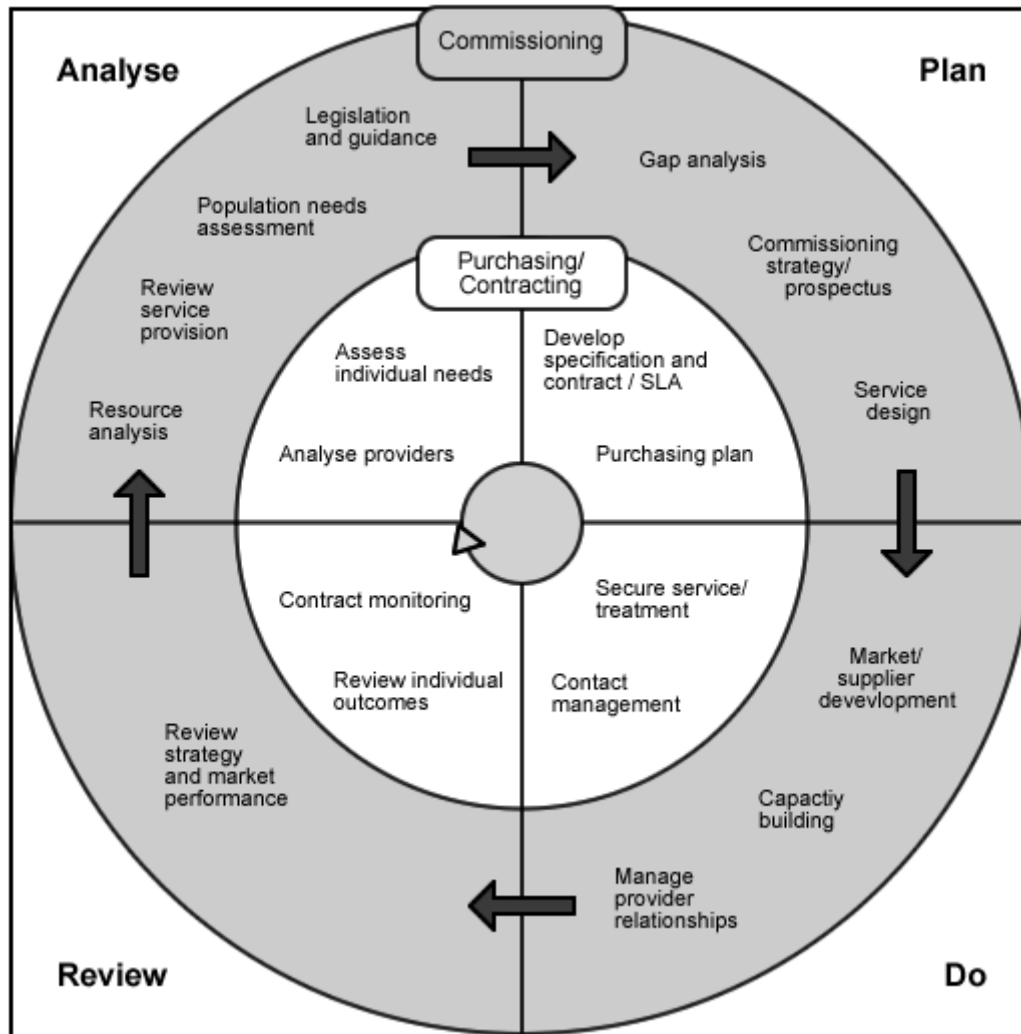 Commissioning
Analyse
Plan
Legislation
and guidance
Gap analysis
Population needs
assessment
Commissioning
strategy/
prospectus
Purchasing/
Contracting
Review
service
provision
Assess
individual needs
Develop
specification and
contract / SLA
Service
design
Resource
analysis
Analyse providers
Purchasing plan
Contract monitoring
Secure service/
treatment
Review individual
outcomes
Contact
management
Market/
supplier
devevlopment
Review
strategy
and market
performance
Capactiy
building
Manage
provider
relationships
Review
Do